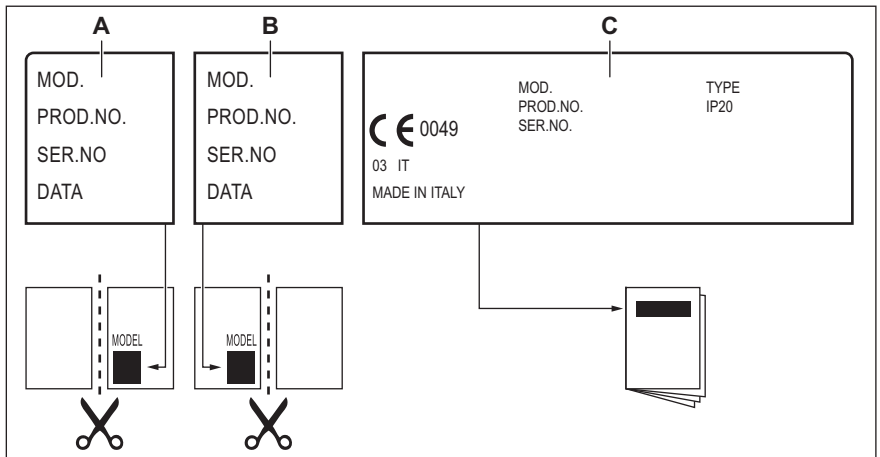 A
B
C
MOD.
PROD.NO.
SER.NO
DATA
MOD.
PROD.NO.
SER.NO
DATA
MOD.
PROD.NO.
SER.NO.
TYPE
IP20
CE 0049
03 IT
MADE IN ITALY
MODEL
MODEL